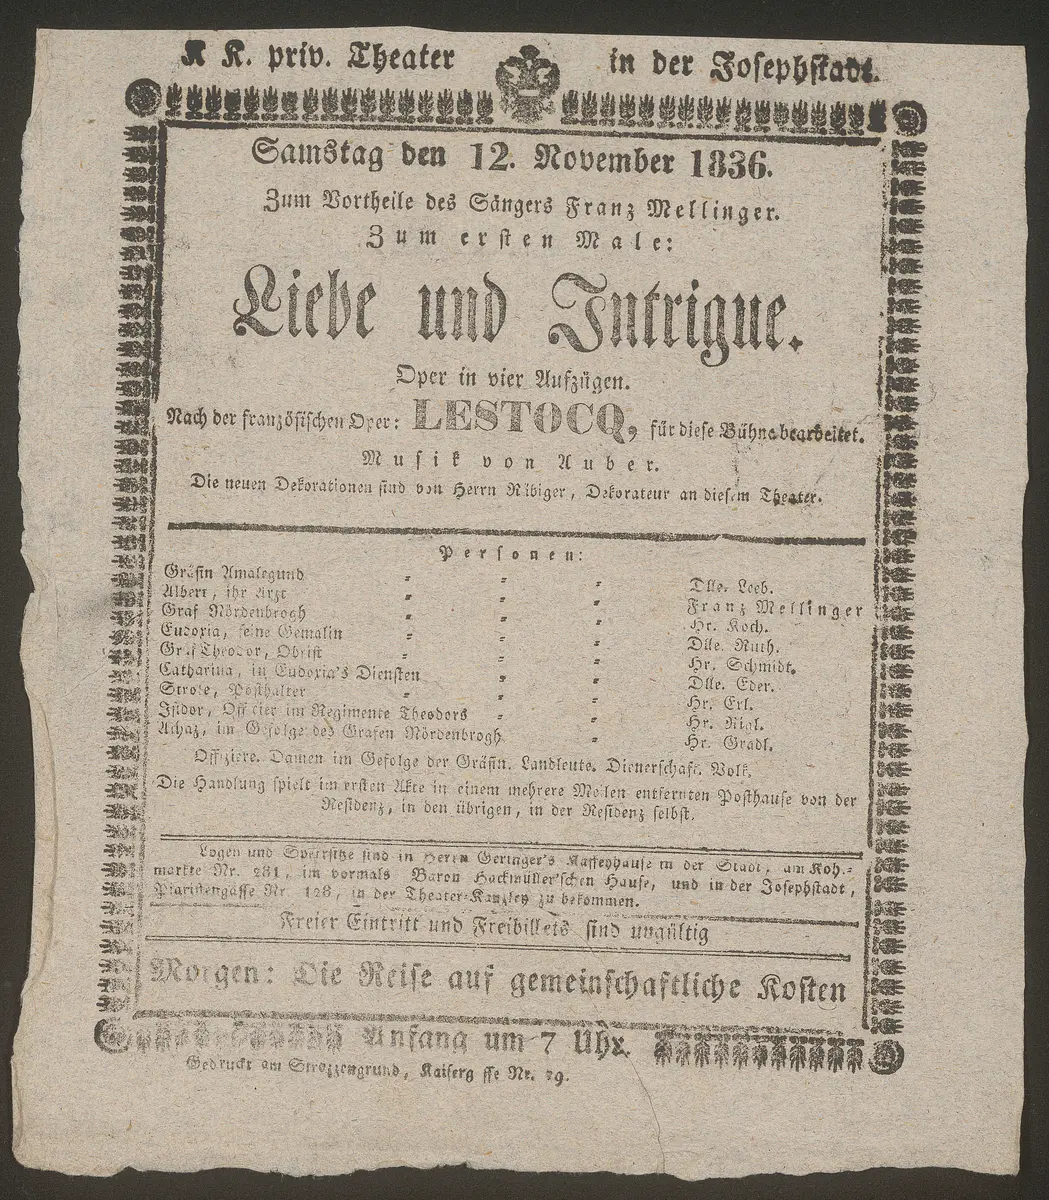 K K. priv. Theater in der Josephstadt.
Samstag den 12. November 1836.
Zum Vortheile des Sängers Franz Mellinger.
Zum ersten Male:
Liebe und Intrigue.
Oper in vier Aufzügen.
Nach der französischen Oper: LESTOCQ, für diese Bühne bearbeitet.
Musik von Auber.
Die neuen Dekorationen sind von Herrn Räbiger, Dekorateur an diesem Theater.
Personen:
Gräfin Amalegund = = = Dlle. Leeb.
Albert, ihr Arzt = = = Franz Mellinger
Graf Nördenbrogh = = = Hr. Koch.
Eudoxia, seine Gemalin = = = Dlle. Ruth.
Graf Theodor, Obrist = = = Hr. Schmidt.
Catharina, in Eudoxia's Diensten = = Dlle. Eder.
Strole, Posthalter = = = Hr. Erl.
Isidor, Offizier im Regimente Theodors = = Hr. Rigl.
Achaz, im Gefolge des Grafen Nördenbrogh = Hr. Gradl.
Offiziere. Damen im Gefolge der Gräfin. Landleute. Dienerschaft. Volk.
Die Handlung spielt im ersten Akte in einem mehrere Meilen entfernten Posthause von der
Residenz, in den übrigen, in der Residenz selbst.
Logen und Sperrsitze sind in Herrn Geringer's Kaffeyhause in der Stadt, am Koh-
markte Nr. 281, im vormals Baron Hackmüller'schen Hause, und in der Josephstadt,
Piaristengasse Nr. 128, in der Theater-Kanzley zu bekommen.
Freier Eintritt und Freibillets sind ungültig
Morgen: Die Reise auf gemeinschaftliche Kosten
Anfang um 7 Uhr.
Gedruckt am Strozzengrund, Kaiserg sse Nr. 29.